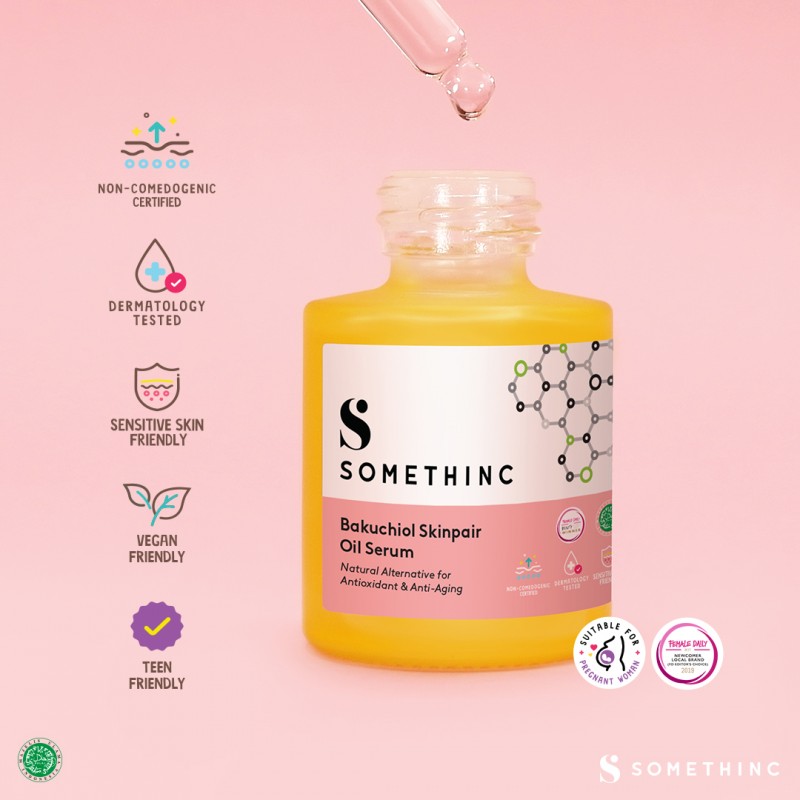 NON-COMEDOGENIC
CERTIFIED
DERMATOLOGY
TESTED
SENSITIVE SKIN
FRIENDLY
VEGAN
FRIENDLY
TEEN
FRIENDLY
SOMETHINC
Bakuchiol Skinpair
Oil Serum
Natural Alternative for
Antioxidant & Anti-Aging
NON-COMEDOGENIC
CERTIFIED
DERMATOLOGY
TESTED
SUITABLE FOR
PREGNANT WOMAN
FEMALE DAILY
NEWCOMER
LOCAL BRAND
2019
SOMETHINC